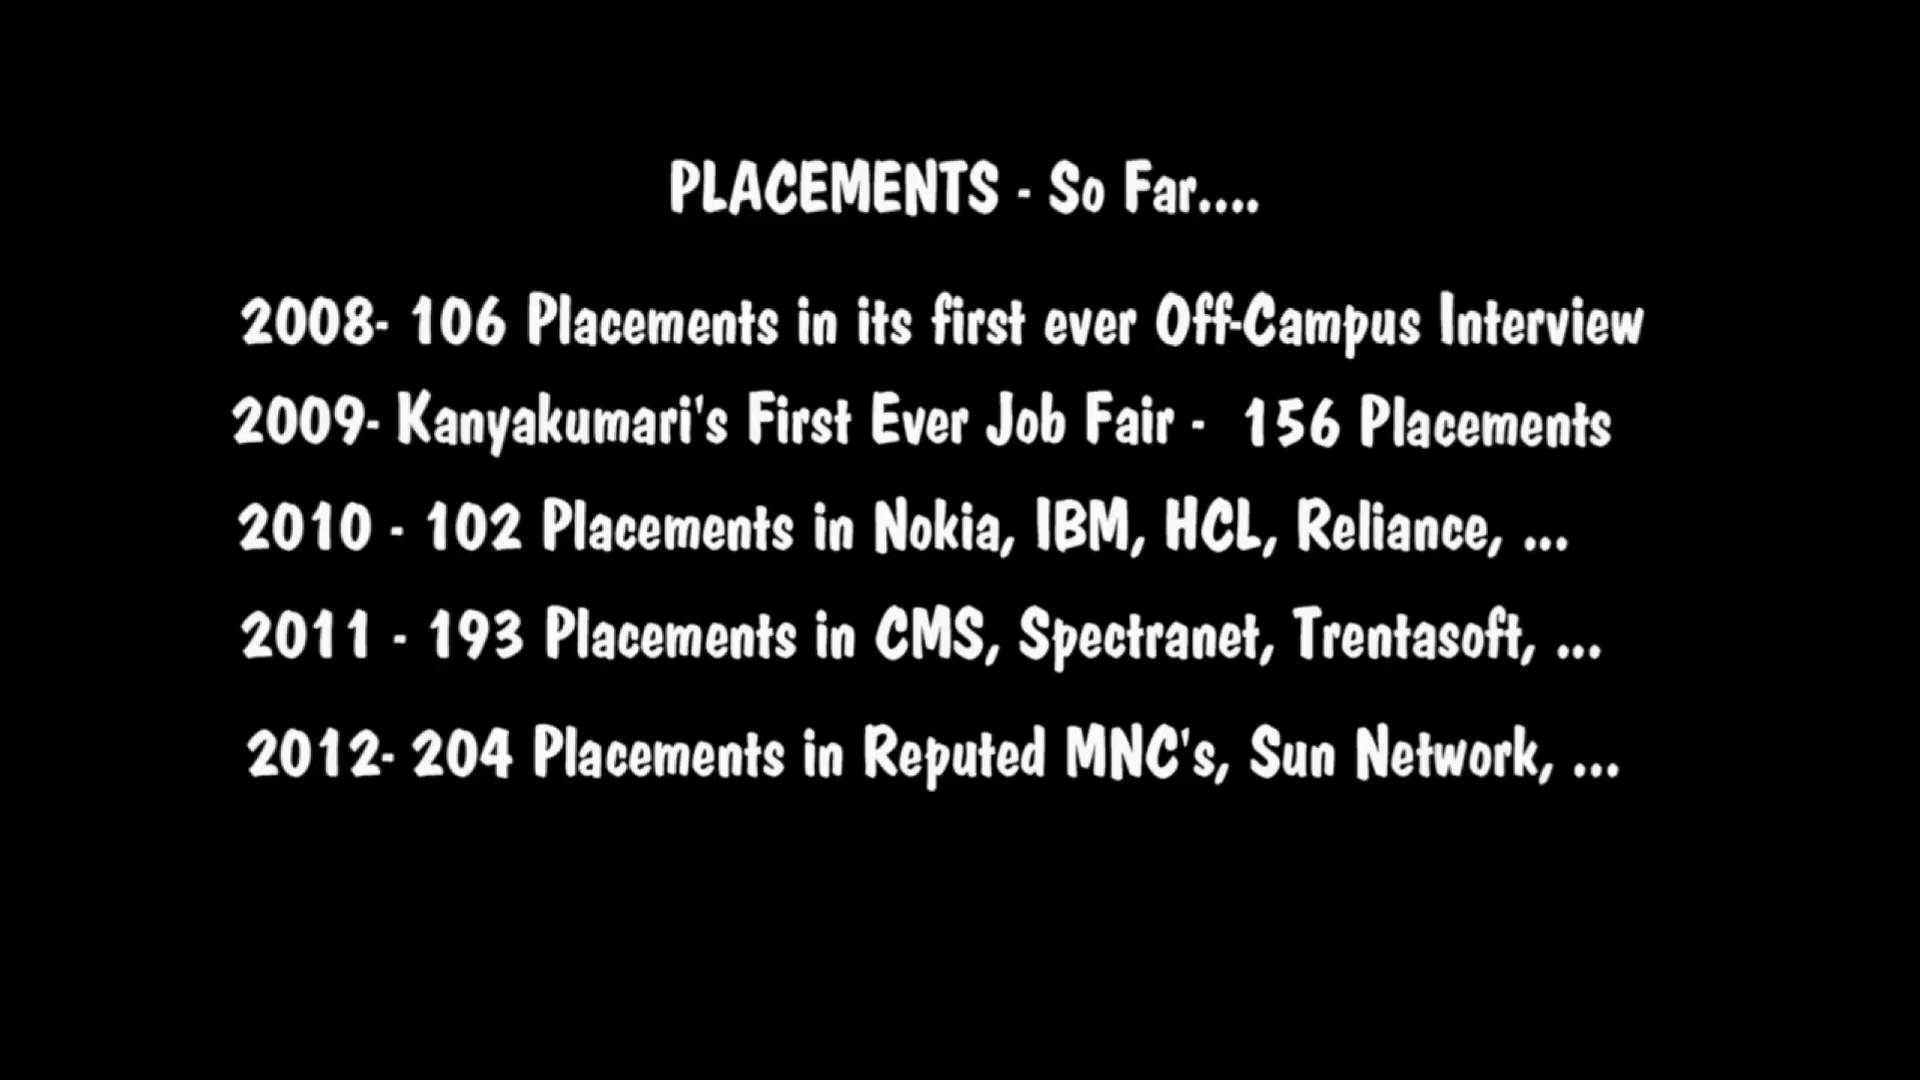 PLACEMENTS - So Far....
2008- 106 Placements in its first ever Off-Campus Interview
2009- Kanyakumari's First Ever Job Fair - 156 Placements
2010 - 102 Placements in Nokia, IBM, HCL, Reliance, ...
2011 - 193 Placements in CMS, Spectranet, Trentasoft, ...
2012- 204 Placements in Reputed MNC's, Sun Network, ...